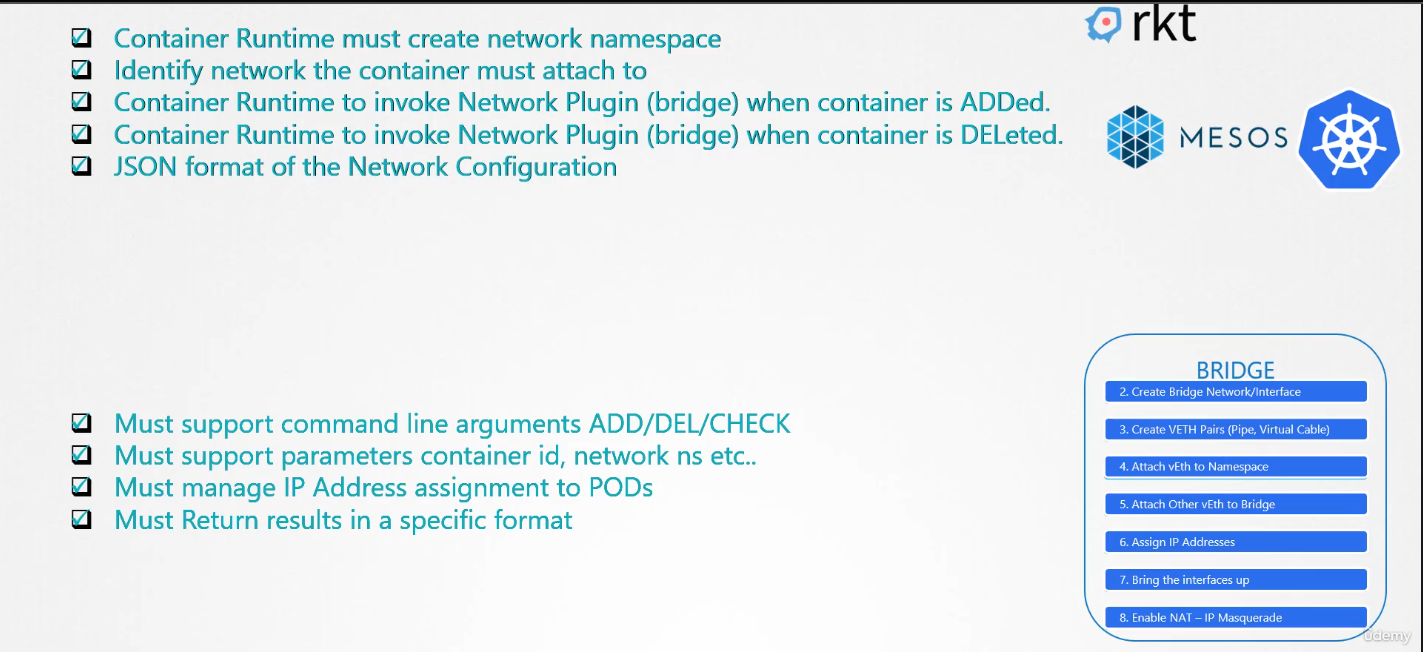 rkt
Container Runtime must create network namespace
Identify network the container must attach to
Container Runtime to invoke Network Plugin (bridge) when container is ADDed.
Container Runtime to invoke Network Plugin (bridge) when container is DELeted.
JSON format of the Network Configuration
MESOS
Must support command line arguments ADD/DEL/CHECK
Must support parameters container id, network ns etc..
Must manage IP Address assignment to PODs
Must Return results in a specific format
BRIDGE
2. Create Bridge Network/Interface
3. Create VETH Pairs (Pipe, Virtual Cable)
4. Attach vEth to Namespace
5. Attach Other vEth to Bridge
6. Assign IP Addresses
7. Bring the interfaces up
8. Enable NAT – IP Masquerade
ûdemy